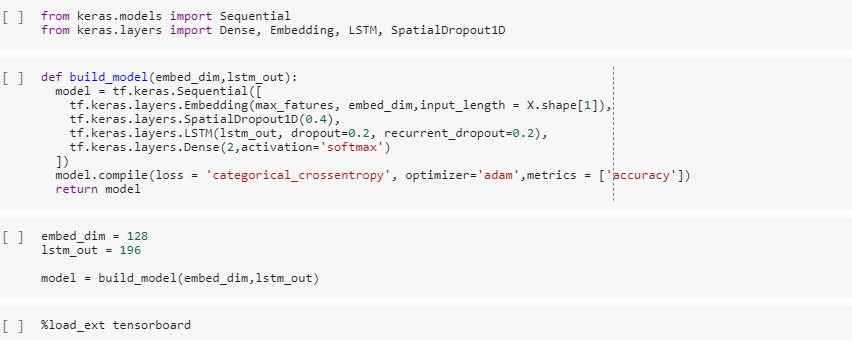 [ ] from keras.models import Sequential
from keras.layers import Dense, Embedding, LSTM, SpatialDropout1D
[ ] def build_model(embed_dim,lstm_out):
  model = tf.keras.Sequential([
    tf.keras.layers.Embedding(max_fatures, embed_dim,input_length = X.shape[1]),
    tf.keras.layers.SpatialDropout1D(0.4),
    tf.keras.layers.LSTM(lstm_out, dropout=0.2, recurrent_dropout=0.2),
    tf.keras.layers.Dense(2,activation='softmax')
  ])
  model.compile(loss = 'categorical_crossentropy', optimizer='adam',metrics = ['accuracy'])
  return model
[ ] embed_dim = 128
lstm_out = 196
model = build_model(embed_dim,lstm_out)
[ ] %load_ext tensorboard